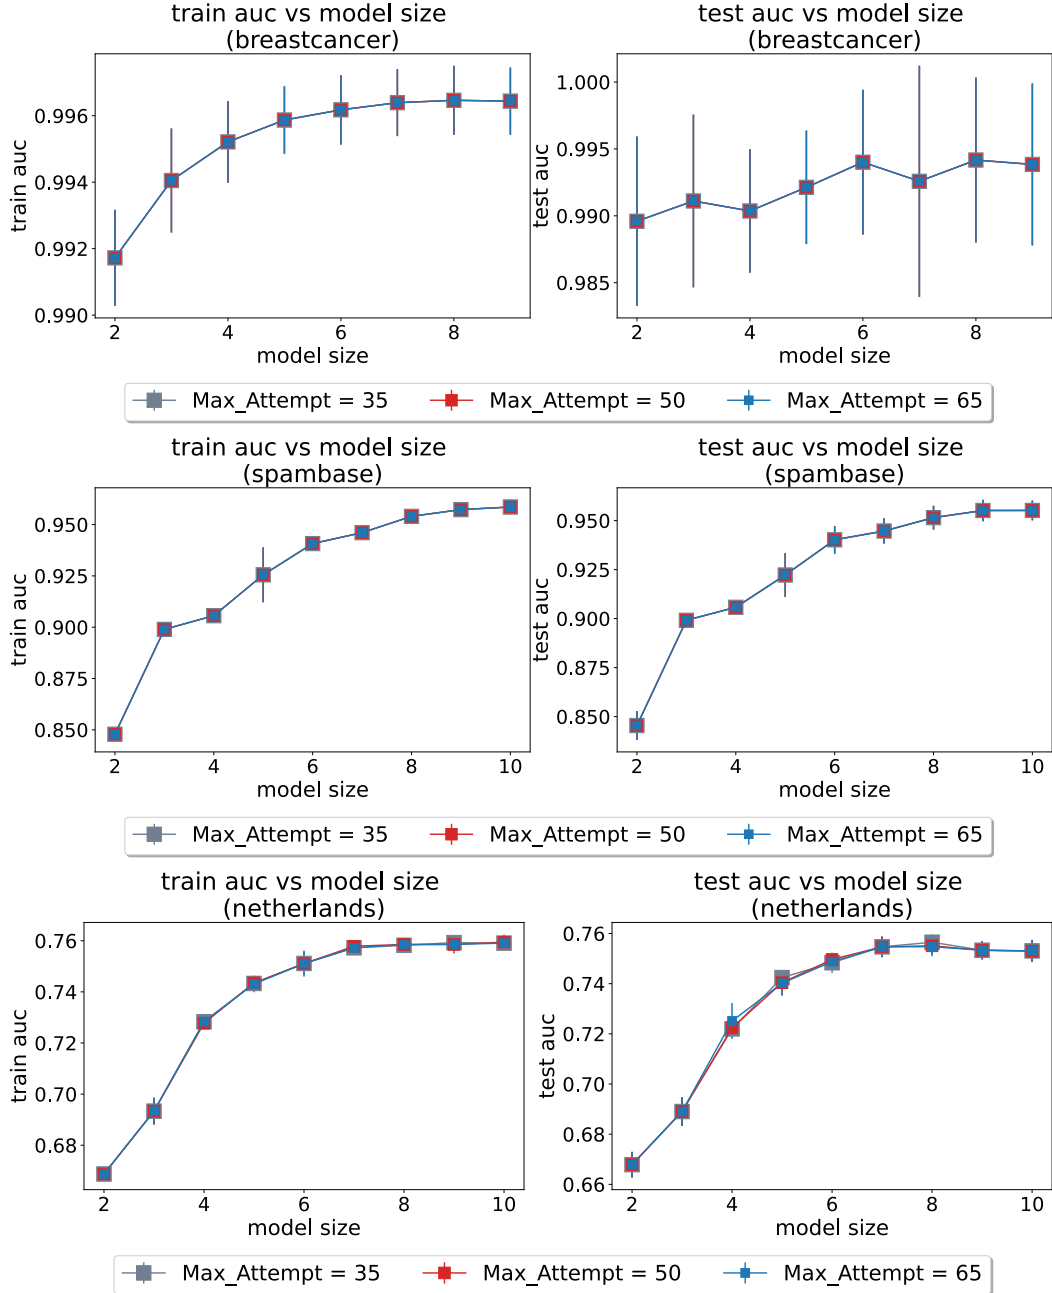 train auc vs model size
(breastcancer)
test auc vs model size
(breastcancer)
train auc
0.996
0.994
0.992
0.990
2 4 6 8
model size
test auc
1.000
0.995
0.990
0.985
2 4 6 8
model size
Max_Attempt = 35 Max_Attempt = 50 Max_Attempt = 65
train auc vs model size
(spambase)
test auc vs model size
(spambase)
train auc
0.950
0.925
0.900
0.875
0.850
2 4 6 8 10
model size
test auc
0.950
0.900
0.850
2 4 6 8 10
model size
Max_Attempt = 35 Max_Attempt = 50 Max_Attempt = 65
train auc vs model size
(netherlands)
test auc vs model size
(netherlands)
train auc
0.76
0.74
0.72
0.70
0.68
2 4 6 8 10
model size
test auc
0.76
0.74
0.72
0.70
0.68
0.66
2 4 6 8 10
model size
Max_Attempt = 35 Max_Attempt = 50 Max_Attempt = 65